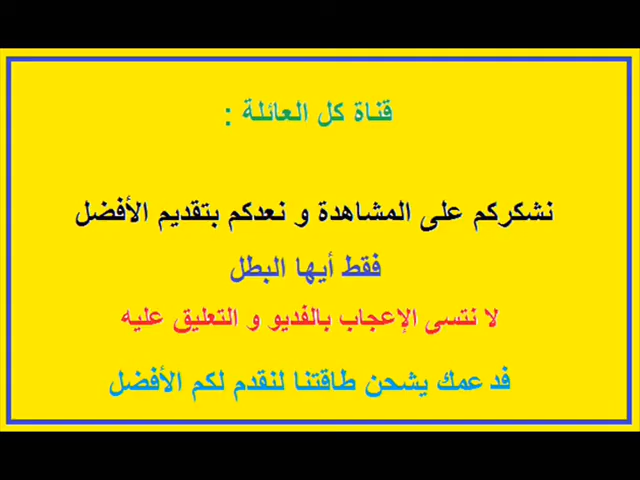 قناة كل العائلة :
نشكركم على المشاهدة و نعدكم بتقديم الأفضل
فقط أيها البطل
لا نتسى الإعجاب بالفديو و التعليق عليه
فدعمك يشحن طاقتنا لنقدم لكم الأفضل